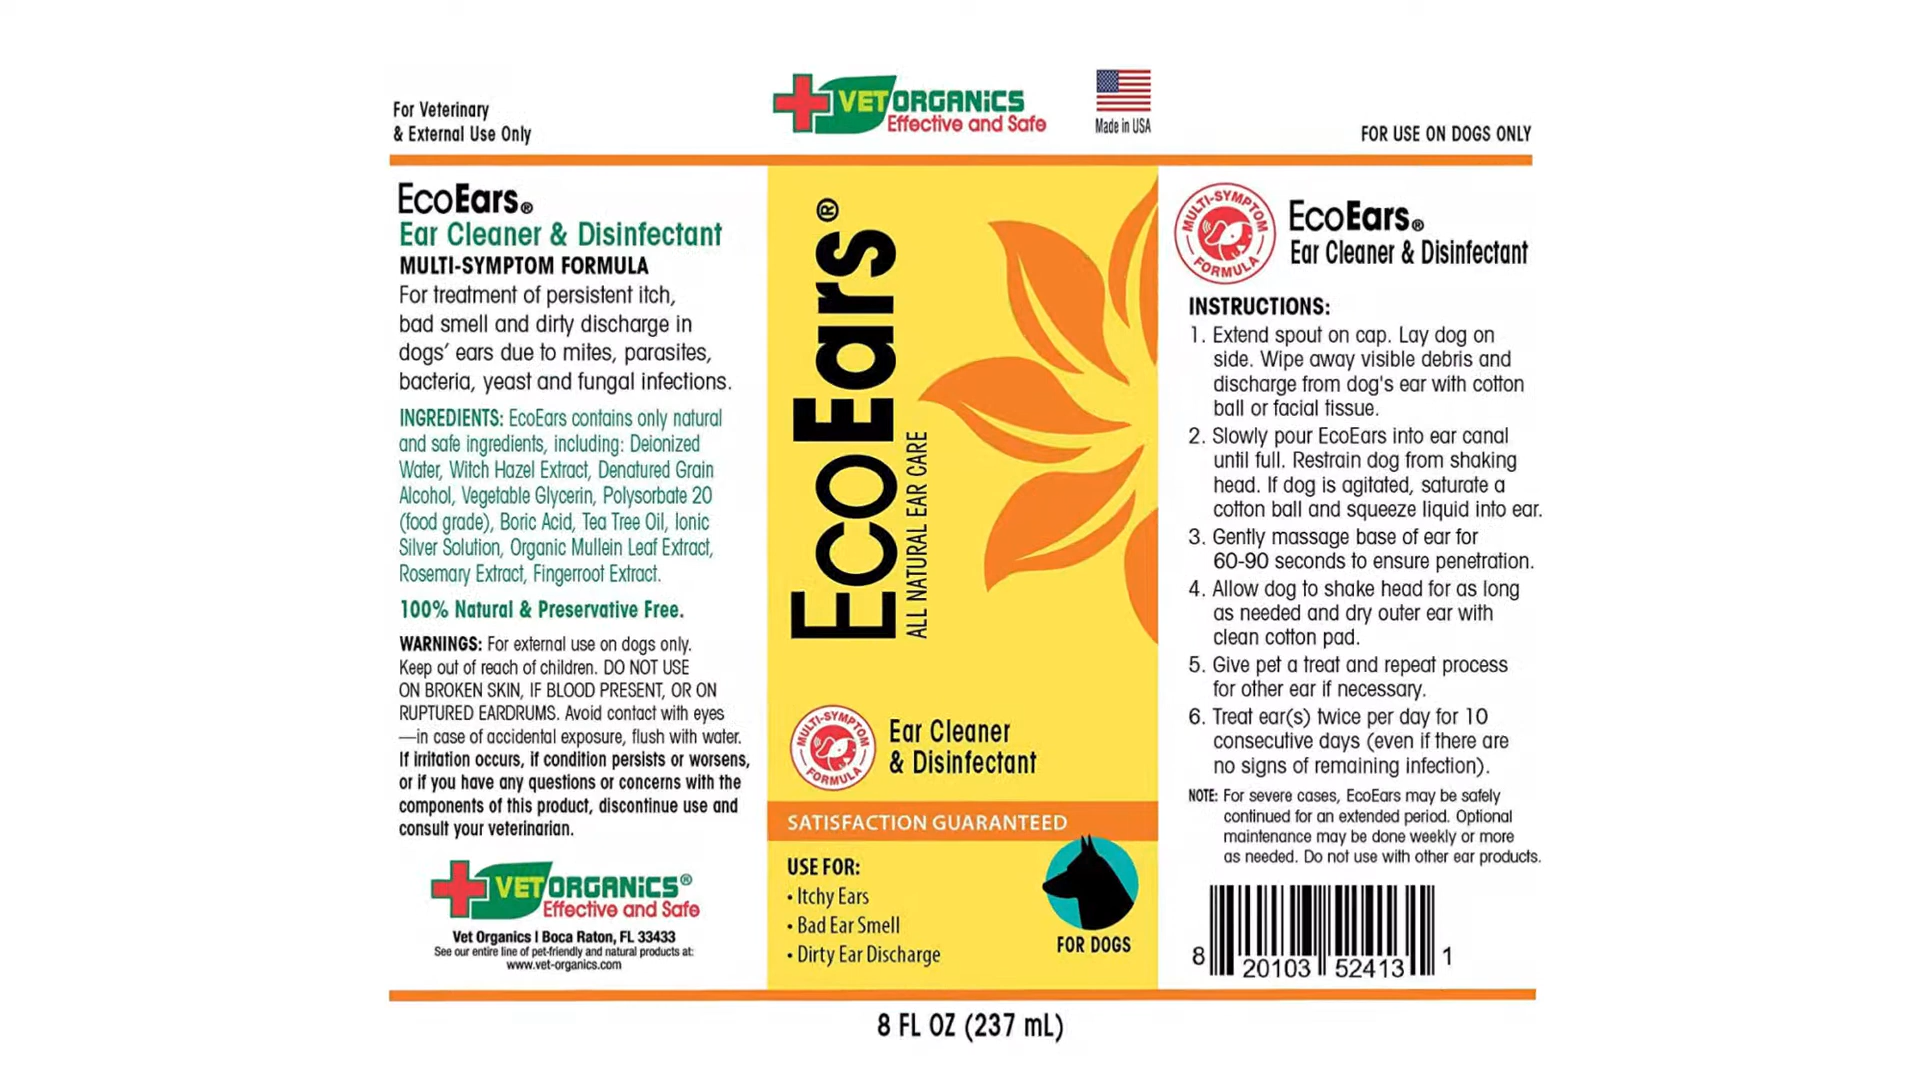 For Veterinary
& External Use Only
VET ORGANiCS
Effective and Safe
Made in USA
FOR USE ON DOGS ONLY
EcoEars®
Ear Cleaner & Disinfectant
MULTI-SYMPTOM FORMULA
For treatment of persistent itch,
bad smell and dirty discharge in
dogs' ears due to mites, parasites,
bacteria, yeast and fungal infections.
INGREDIENTS: EcoEars contains only natural
and safe ingredients, including: Deionized
Water, Witch Hazel Extract, Denatured Grain
Alcohol, Vegetable Glycerin, Polysorbate 20
(food grade), Boric Acid, Tea Tree Oil, Ionic
Silver Solution, Organic Mullein Leaf Extract,
Rosemary Extract, Fingerroot Extract.
100% Natural & Preservative Free.
WARNINGS: For external use on dogs only.
Keep out of reach of children. DO NOT USE
ON BROKEN SKIN, IF BLOOD PRESENT, OR ON
RUPTURED EARDRUMS. Avoid contact with eyes
—in case of accidental exposure, flush with water.
If irritation occurs, if condition persists or worsens,
or if you have any questions or concerns with the
components of this product, discontinue use and
consult your veterinarian.
VET ORGANiCS®
Effective and Safe
Vet Organics | Boca Raton, FL 33433
See our entire line of pet-friendly and natural products at:
www.vet-organics.com
EcoEars®
ALL NATURAL EAR CARE
MULTI-SYMPTOM
FORMULA
Ear Cleaner
& Disinfectant
SATISFACTION GUARANTEED
USE FOR:
• Itchy Ears
• Bad Ear Smell
• Dirty Ear Discharge
FOR DOGS
MULTI-SYMPTOM
FORMULA
EcoEars®
Ear Cleaner & Disinfectant
INSTRUCTIONS:
1. Extend spout on cap. Lay dog on
side. Wipe away visible debris and
discharge from dog's ear with cotton
ball or facial tissue.
2. Slowly pour EcoEars into ear canal
until full. Restrain dog from shaking
head. If dog is agitated, saturate a
cotton ball and squeeze liquid into ear.
3. Gently massage base of ear for
60-90 seconds to ensure penetration.
4. Allow dog to shake head for as long
as needed and dry outer ear with
clean cotton pad.
5. Give pet a treat and repeat process
for other ear if necessary.
6. Treat ear(s) twice per day for 10
consecutive days (even if there are
no signs of remaining infection).
NOTE: For severe cases, EcoEars may be safely
continued for an extended period. Optional
maintenance may be done weekly or more
as needed. Do not use with other ear products.
8 20103 52413 1
8 FL OZ (237 mL)